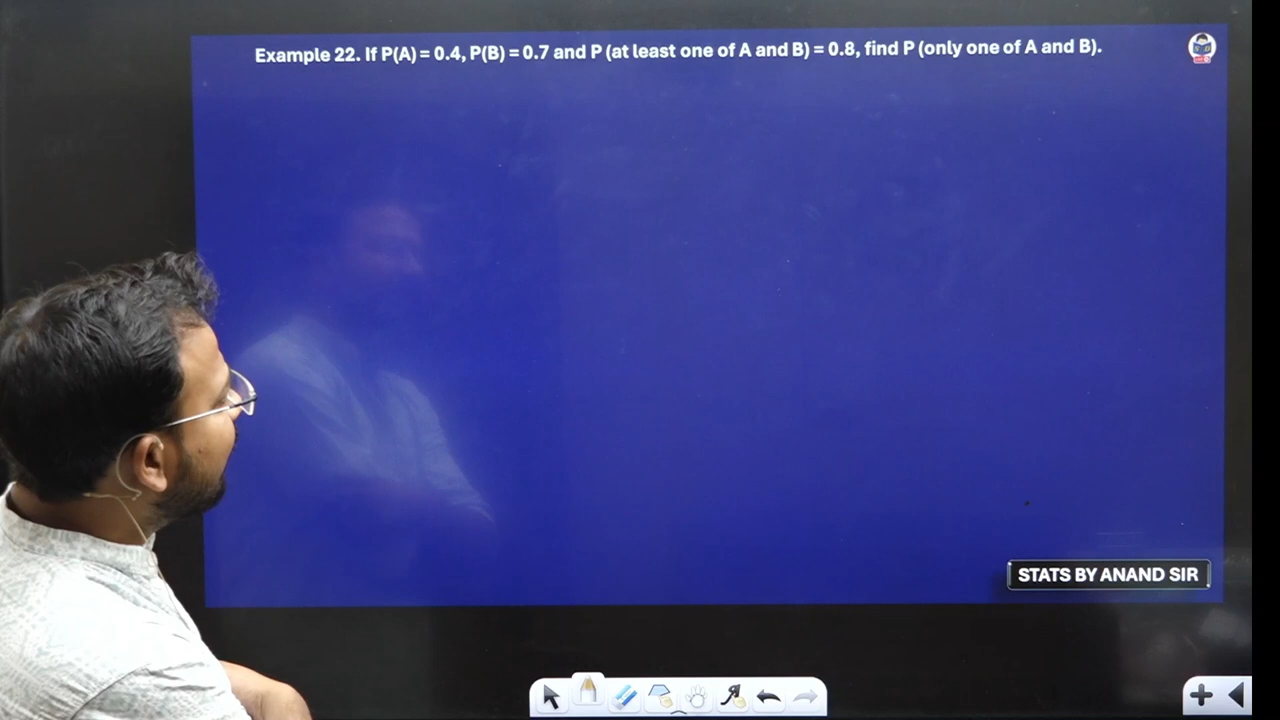 Example 22. If P(A) = 0.4, P(B) = 0.7 and P (at least one of A and B) = 0.8, find P (only one of A and B).
STATS BY ANAND SIR